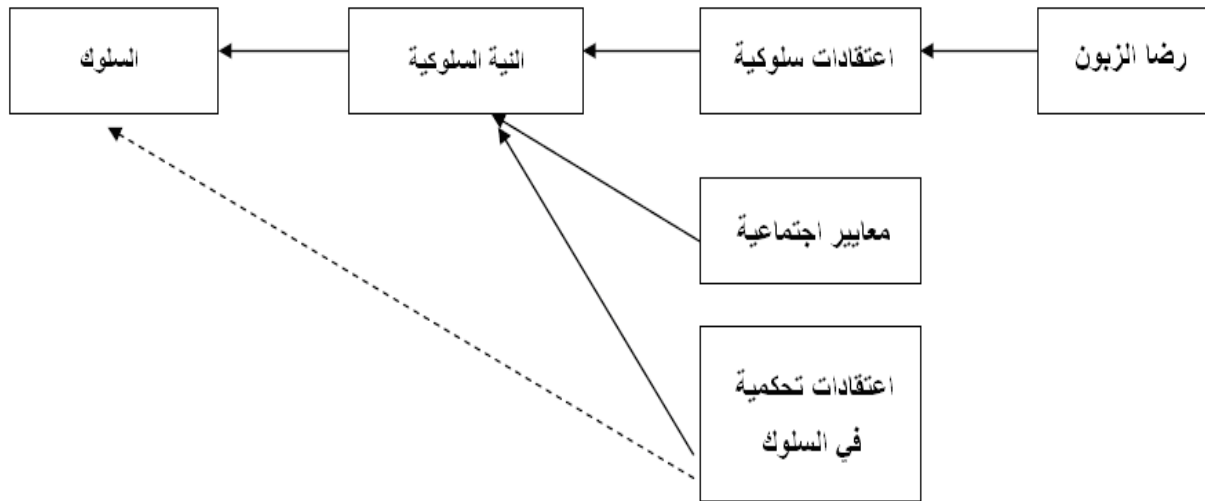 رضا الزبون
اعتقادات سلوكية
النية السلوكية
السلوك
معايير اجتماعية
اعتقادات تحكمية
في السلوك